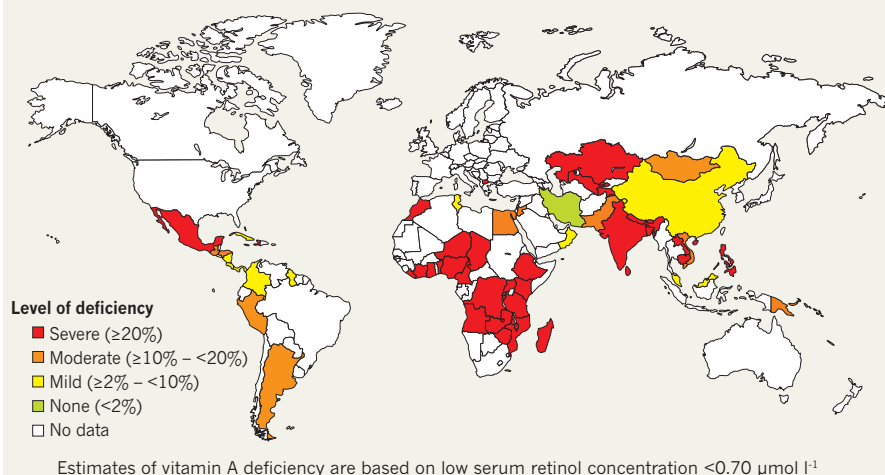 Level of deficiency
Severe (≥20%)
Moderate (≥10% – <20%)
Mild (≥2% – <10%)
None (<2%)
No data
Estimates of vitamin A deficiency are based on low serum retinol concentration <0.70 µmol l⁻¹